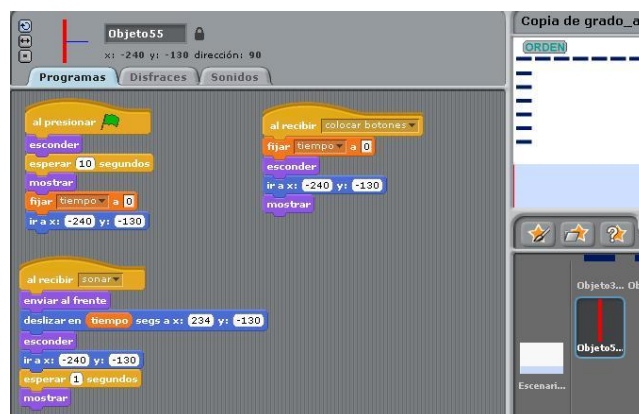 Objeto55
x: -240 y: -130 dirección: 90
Programas
Disfraces
Sonidos
al presionar
esconder
esperar 10 segundos
mostrar
fijar tiempo a 0
ir a x: -240 y: -130
al recibir colocar botones
fijar tiempo a 0
esconder
ir a x: -240 y: -130
mostrar
al recibir sonar
enviar al frente
deslizar en tiempo segs a x: 234 y: -130
esconder
ir a x: -240 y: -130
esperar 1 segundos
mostrar
Copia de grado_a
ORDEN
Objeto3...
Objeto5...
Escenari...